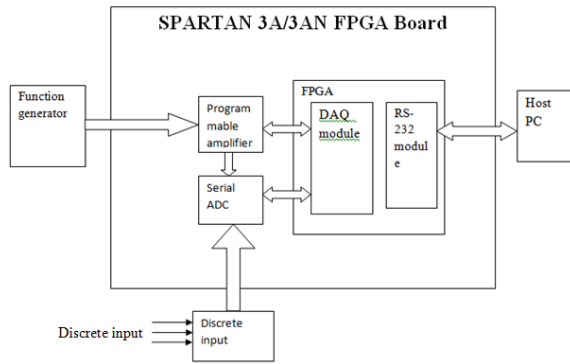 SPARTAN 3A/3AN FPGA Board
Function
generator
Program
mable
amplifier
Serial
ADC
FPGA
DAQ
module
RS-
232
modul
e
Host
PC
Discrete input
Discrete
input